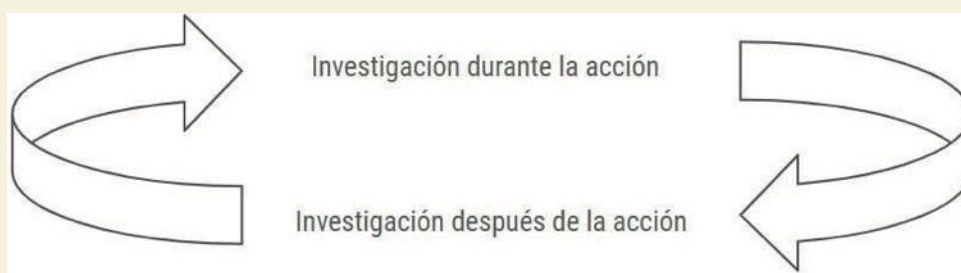 Investigación durante la acción
Investigación después de la acción